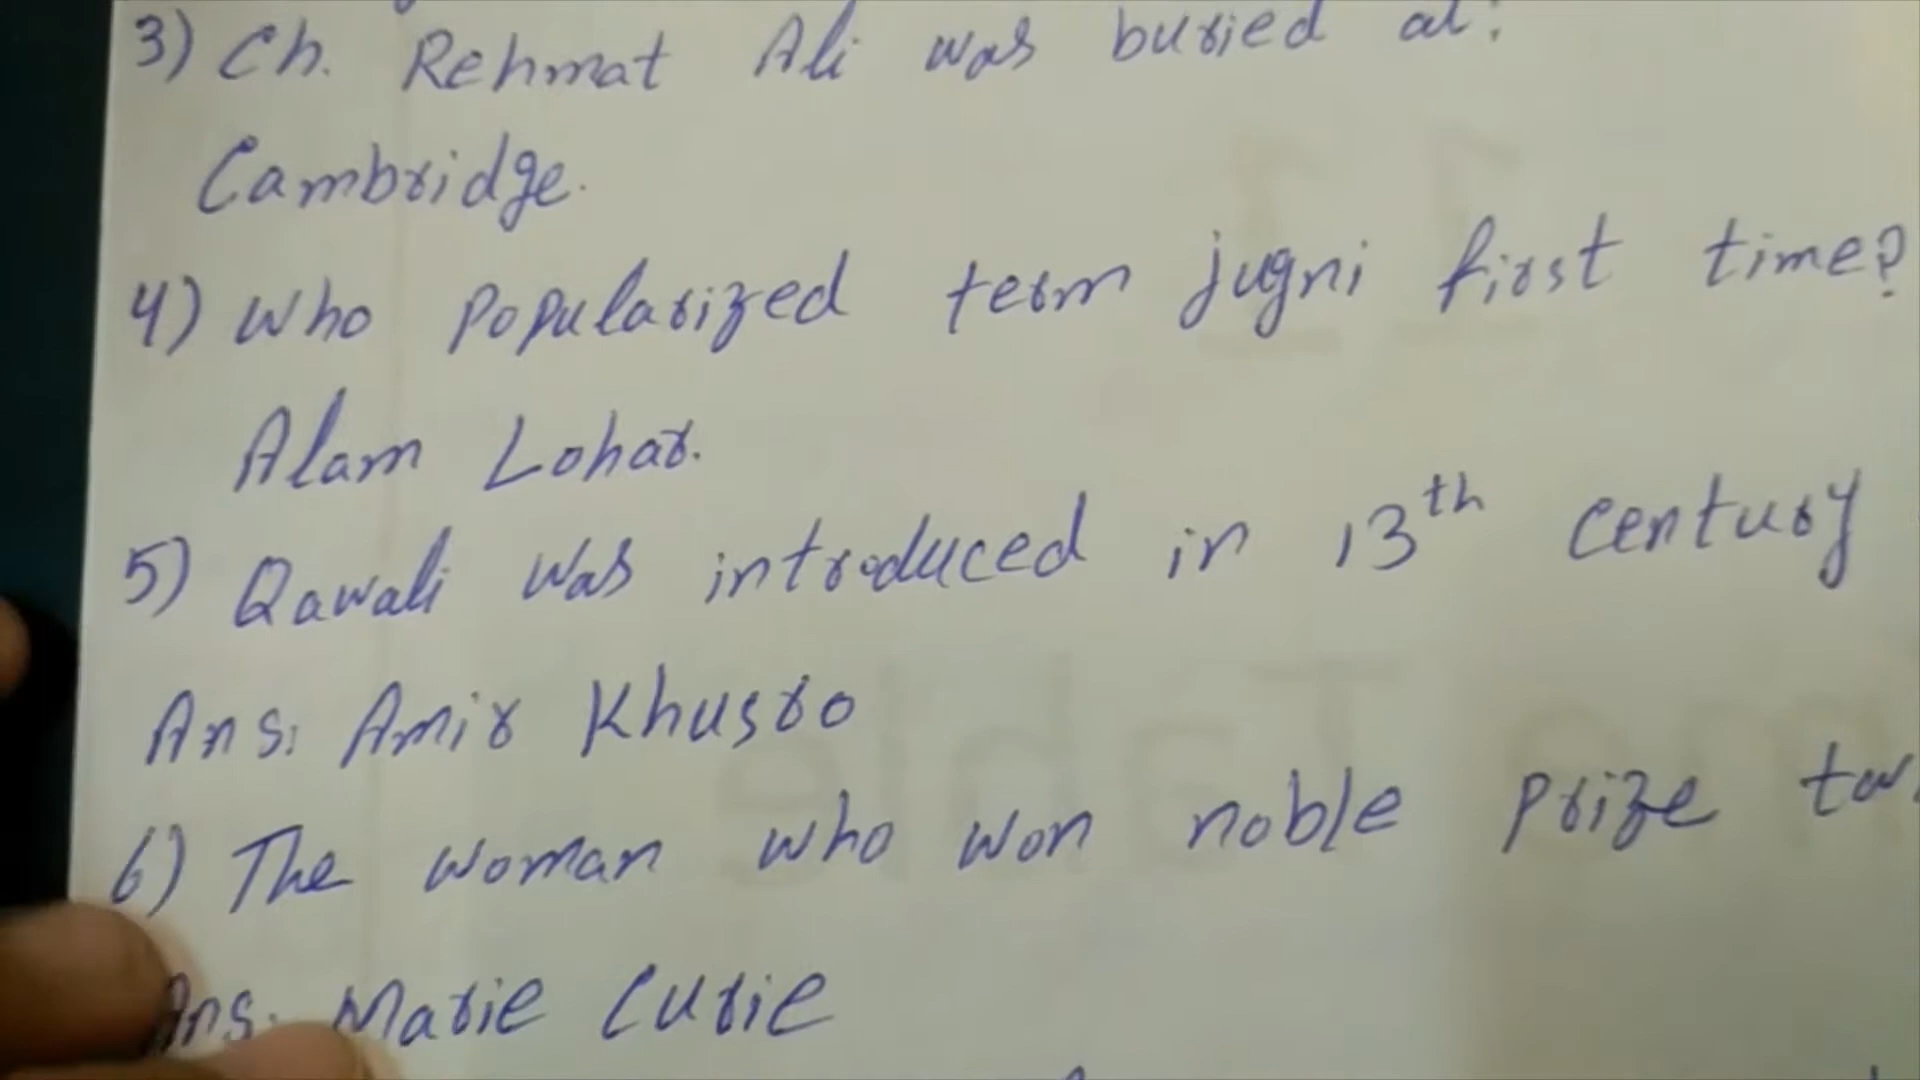 3) Ch. Rehmat Ali was buried at:
Cambridge.
4) Who Popularized term jugni first time?
Alam Lohar.
5) Qawali was introduced in 13th century
Ans: Amir Khusro
6) The woman who won noble prize
Ans: Marie Curie